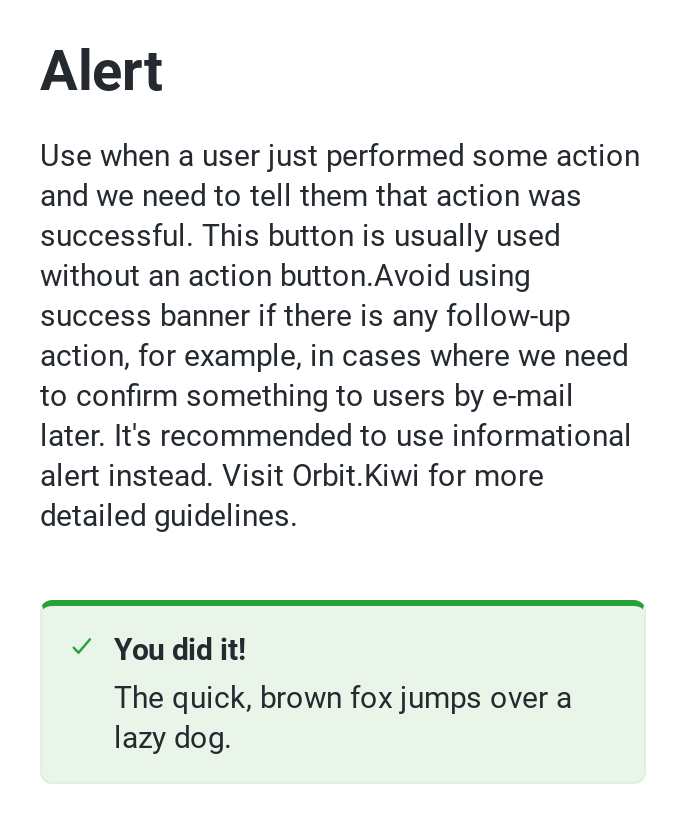 Alert
Use when a user just performed some action
and we need to tell them that action was
successful. This button is usually used
without an action button.Avoid using
success banner if there is any follow-up
action, for example, in cases where we need
to confirm something to users by e-mail
later. It's recommended to use informational
alert instead. Visit Orbit.Kiwi for more
detailed guidelines.
You did it!
The quick, brown fox jumps over a
lazy dog.